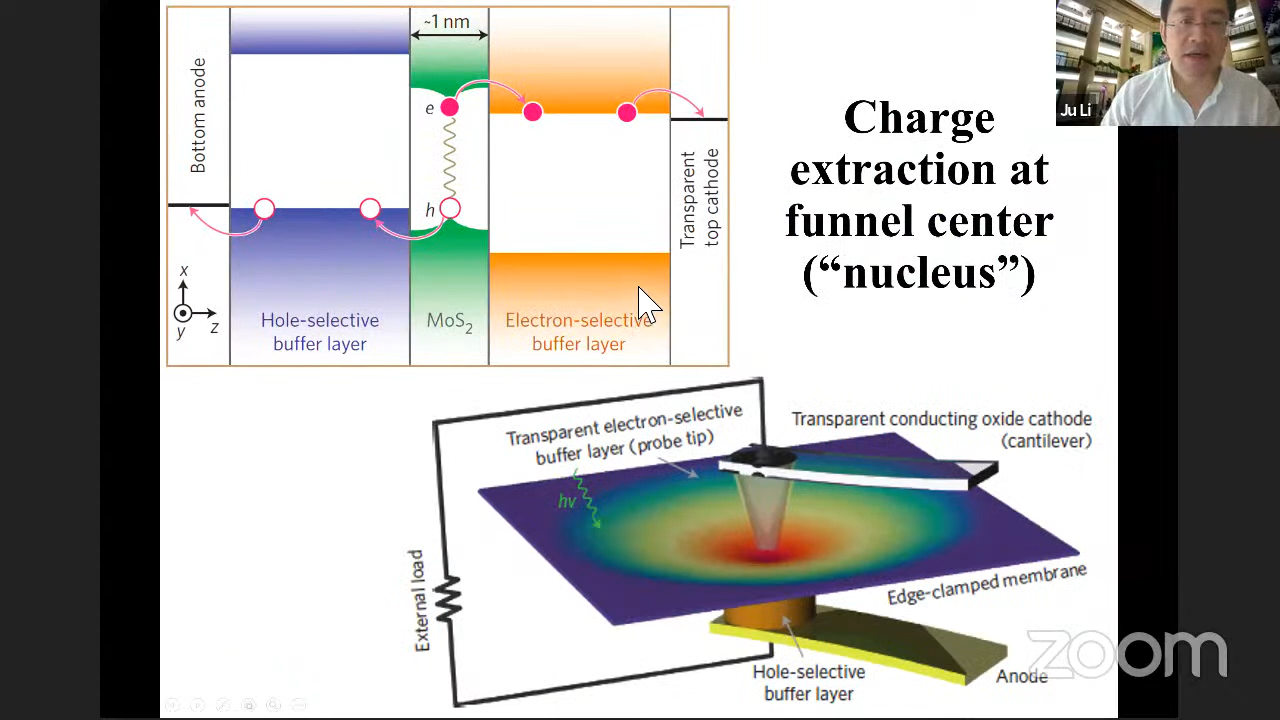 ~1 nm
Bottom anode
e
h
x
y
z
Hole-selective
buffer layer
MoS2
Electron-selective
buffer layer
Transparent
top cathode
Charge
extraction at
funnel center
(“nucleus”)
Ju Li
Transparent electron-selective
buffer layer (probe tip)
hν
Transparent conducting oxide cathode
(cantilever)
External load
Edge-clamped membrane
Hole-selective
buffer layer
Anode
zoom